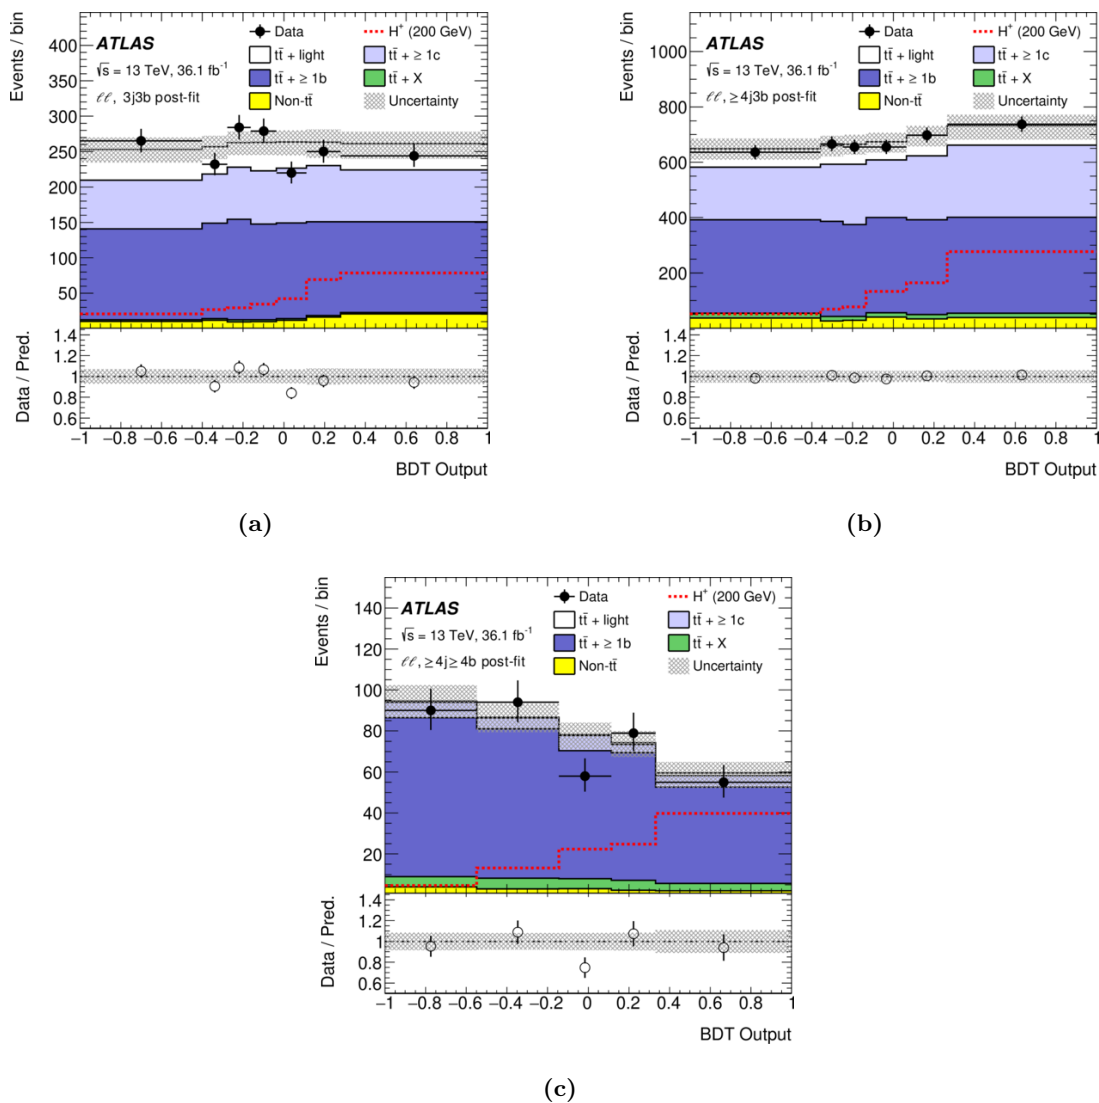 Events / bin
400
350
300
250
200
150
100
50
ATLAS
√s = 13 TeV, 36.1 fb⁻¹
ℓℓ, 3j3b post-fit
Data
H⁺ (200 GeV)
tt̄ + light
tt̄ + ≥ 1c
tt̄ + ≥ 1b
tt̄ + X
Non-tt̄
Uncertainty
Data / Pred.
1.4
1.2
1
0.8
0.6
−1 −0.8 −0.6 −0.4 −0.2 0 0.2 0.4 0.6 0.8 1
BDT Output
(a)
Events / bin
1000
800
600
400
200
ATLAS
√s = 13 TeV, 36.1 fb⁻¹
ℓℓ, ≥4j3b post-fit
Data
H⁺ (200 GeV)
tt̄ + light
tt̄ + ≥ 1c
tt̄ + ≥ 1b
tt̄ + X
Non-tt̄
Uncertainty
Data / Pred.
1.4
1.2
1
0.8
0.6
−1 −0.8 −0.6 −0.4 −0.2 0 0.2 0.4 0.6 0.8 1
BDT Output
(b)
Events / bin
140
120
100
80
60
40
20
ATLAS
√s = 13 TeV, 36.1 fb⁻¹
ℓℓ, ≥4j≥4b post-fit
Data
H⁺ (200 GeV)
tt̄ + light
tt̄ + ≥ 1c
tt̄ + ≥ 1b
tt̄ + X
Non-tt̄
Uncertainty
Data / Pred.
1.4
1.2
1
0.8
0.6
−1 −0.8 −0.6 −0.4 −0.2 0 0.2 0.4 0.6 0.8 1
BDT Output
(c)